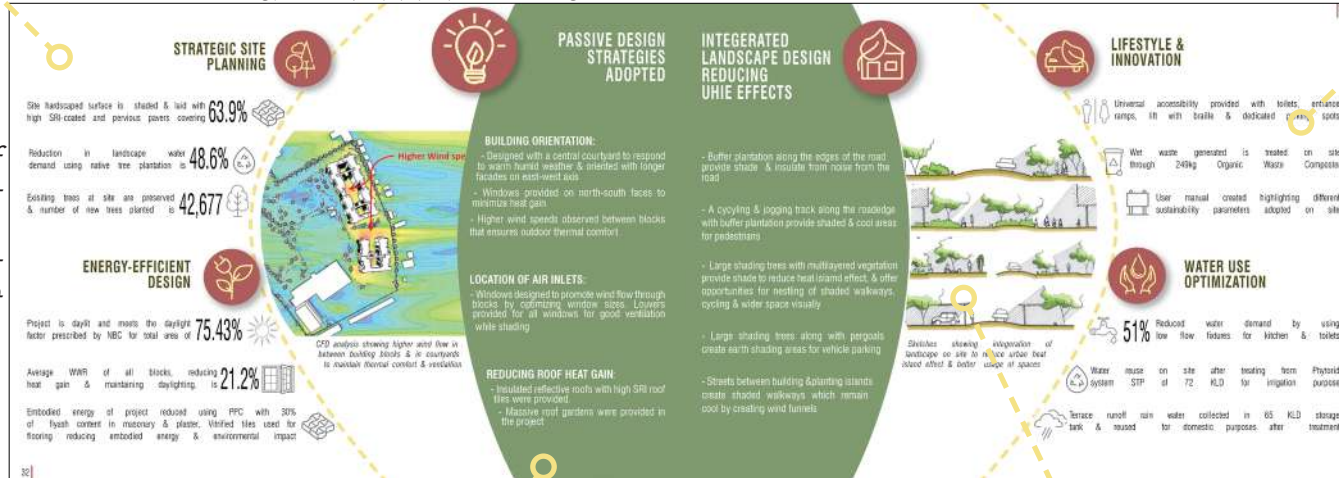 STRATEGIC SITE
PLANNING
Site hardscaped surface is shaded & laid with
high SRI-coated and pervious pavers covering
63.9%
Reduction in landscape water
demand using native tree plantation is
48.6%
Exisiting trees at site are preserved
& number of new trees planted is
42,677
ENERGY-EFFICIENT
DESIGN
Project is daylit and meets the daylight
factor prescribed by NBC for total area of
75.43%
Average WWR of all blocks, reducing
heat gain & maintaining daylighting, is
21.2%
Embodied energy of project reduced using PPC with 30%
of flyash content in masonary & plaster, Vitrified tiles used for
flooring reducing embodied energy & environmental impact
32
Higher Wind spe
CFD analysis showing higher wind flow in -
between building blocks & in courtyards
to maintain thermal comfort & ventilation
PASSIVE DESIGN
STRATEGIES
ADOPTED
BUILDING ORIENTATION:
- Designed with a central courtyard to respond
to warm humid weather & oriented with longer
facades on east-west axis
- Windows provided on north-south faces to
minimize heat gain
- Higher wind speeds observed between blocks
that ensures outdoor thermal comfort
LOCATION OF AIR INLETS:
- Windows designed to promote wind flow through
blocks by optimizing window sizes. Louvers
provided for all windows for good ventilation
while shading
REDUCING ROOF HEAT GAIN:
- Insulated reflective roofs with high SRI roof
tiles were provided
- Massive roof gardens were provided in
the project
INTEGERATED
LANDSCAPE DESIGN
REDUCING
UHIE EFFECTS
- Buffer plantation along the edges of the road
provide shade & insulate from noise from the
road
- A cycyling & jogging track along the roadedge
with buffer plantation provide shaded & cool areas
for pedestrians
- Large shading trees with multilayered vegetation
provide shade to reduce heat island effect, & offer
opportunities for nestling of shaded walkways,
cycling & wider space visually
- Large shading trees along with pergoals
create earth shading areas for vehicle parking
- Streets between building &planting islands
create shaded walkways which remain
cool by creating wind funnels
Sketches showing integeration of
landscape on site to reduce urban heat
island effect & better usage of spaces
LIFESTYLE &
INNOVATION
Universal accessibility provided with toilets, entrance
ramps, lift with braille & dedicated parking spots
Wet waste generated is treated on site
through 249kg Organic Waste Composte
User manual created highlighting different
sustainability parameters adopted on site
WATER USE
OPTIMIZATION
51%
Reduced water demand by using
low flow fixtures for kitchen & toilets
Water reuse on site after treating from Phytorid
system STP of 72 KLD for irrigation purpose
Terrace runoff rain water collected in 65 KLD storage
tank & reused for domestic purposes after treatment